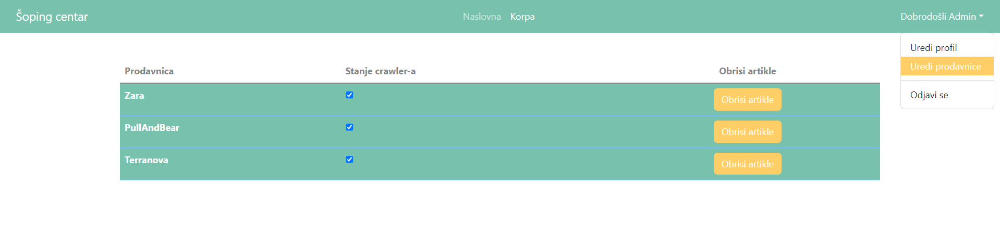 Šoping centar
Naslovna Korpa
Dobrodošli Admin
Uredi profil
Uredi prodavnice
Odjavi se
Prodavnica Stanje crawler-a Obrisi artikle
Zara Obrisi artikle
PullAndBear Obrisi artikle
Terranova Obrisi artikle